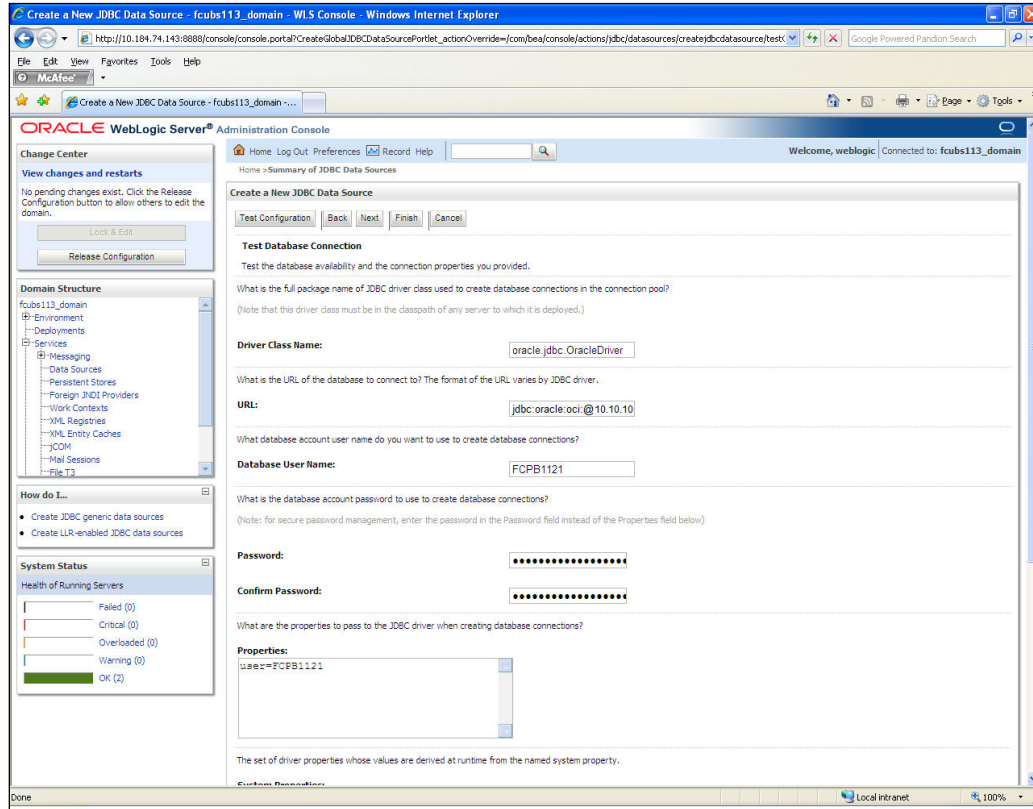 Create a New JDBC Data Source - fcubs113_domain - WLS Console - Windows Internet Explorer
http://10.184.74.143:8888/console/console.portal?CreateGlobalJDBCDataSourcePortlet_actionOverride=/com/bea/console/actions/jdbc/datasources/createjdbcdatasource/test(
Google Powered Pandion Search
File Edit View Favorites Tools Help
McAfee
Create a New JDBC Data Source - fcubs113_domain -...
Page Tools
ORACLE WebLogic Server® Administration Console
Change Center
View changes and restarts
No pending changes exist. Click the Release
Configuration button to allow others to edit the
domain.
Lock & Edit
Release Configuration
Domain Structure
fcubs113_domain
Environment
Deployments
Services
Messaging
Data Sources
Persistent Stores
Foreign JNDI Providers
Work Contexts
XML Registries
XML Entity Caches
jCOM
Mail Sessions
File T3
How do I...
Create JDBC generic data sources
Create LLR-enabled JDBC data sources
System Status
Health of Running Servers
Failed (0)
Critical (0)
Overloaded (0)
Warning (0)
OK (2)
Home Log Out Preferences Record Help
Welcome, weblogic Connected to: fcubs113_domain
Home >Summary of JDBC Data Sources
Create a New JDBC Data Source
Test Configuration Back Next Finish Cancel
Test Database Connection
Test the database availability and the connection properties you provided.
What is the full package name of JDBC driver class used to create database connections in the connection pool?
(Note that this driver class must be in the classpath of any server to which it is deployed.)
Driver Class Name: oracle.jdbc.OracleDriver
What is the URL of the database to connect to? The format of the URL varies by JDBC driver.
URL: jdbc:oracle:oci:@10.10.10
What database account user name do you want to use to create database connections?
Database User Name: FCPB1121
What is the database account password to use to create database connections?
(Note: for secure password management, enter the password in the Password field instead of the Properties field below)
Password: ••••••••••••••••••
Confirm Password: ••••••••••••••••••
What are the properties to pass to the JDBC driver when creating database connections?
Properties:
user=FCPB1121
The set of driver properties whose values are derived at runtime from the named system property.
System Properties:
Done
Local intranet
100%